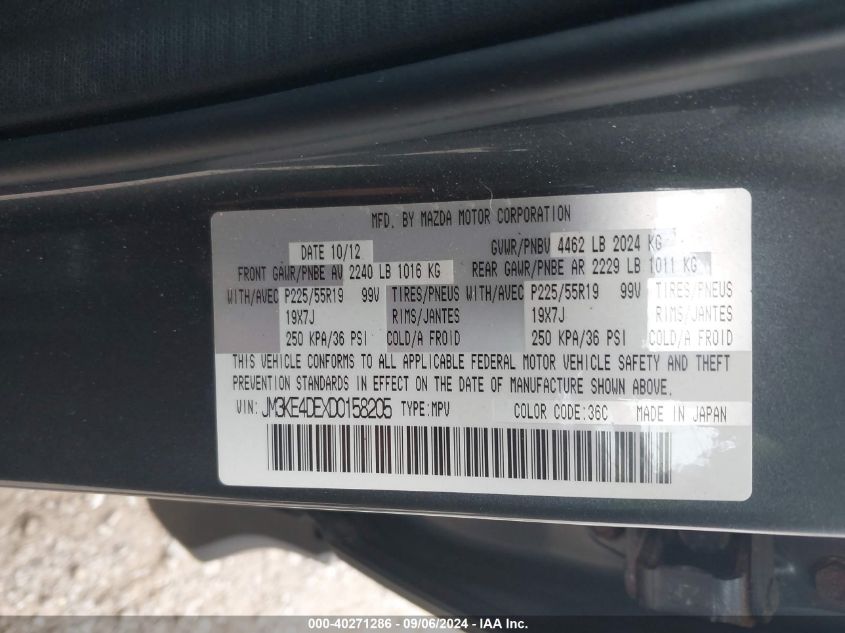 MFD. BY MAZDA MOTOR CORPORATION
DATE 10/12 GVWR/PNBV 4462 LB 2024 KG
FRONT GAWR/PNBE AV 2240 LB 1016 KG REAR GAWR/PNBE AR 2229 LB 1011 KG
WITH/AVEC P225/55R19 99V TIRES/PNEUS WITH/AVEC P225/55R19 99V TIRES/PNEUS
19X7J RIMS/JANTES 19X7J RIMS/JANTES
250 KPA/36 PSI COLD/A FROID 250 KPA/36 PSI COLD/A FROID
THIS VEHICLE CONFORMS TO ALL APPLICABLE FEDERAL MOTOR VEHICLE SAFETY AND THEFT
PREVENTION STANDARDS IN EFFECT ON THE DATE OF MANUFACTURE SHOWN ABOVE.
VIN: JM3KE4DEXD0158205 TYPE:MPV COLOR CODE:36C MADE IN JAPAN
000-40271286 - 09/06/2024 - IAA Inc.